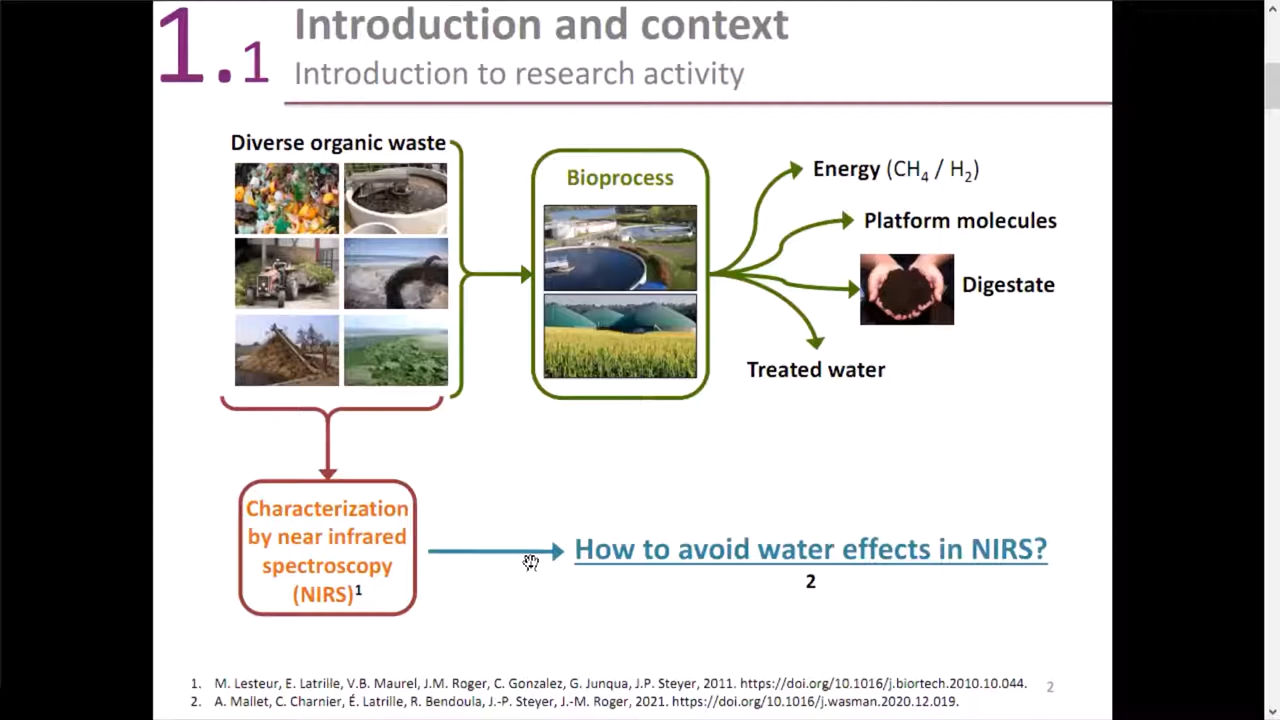 1.1
Introduction and context
Introduction to research activity
Diverse organic waste
Bioprocess
Energy (CH₄ / H₂)
Platform molecules
Digestate
Treated water
Characterization
by near infrared
spectroscopy
(NIRS)¹
How to avoid water effects in NIRS?
2
1. M. Lesteur, E. Latrille, V.B. Maurel, J.M. Roger, C. Gonzalez, G. Junqua, J.P. Steyer, 2011. https://doi.org/10.1016/j.biortech.2010.10.044.
2. A. Mallet, C. Charnier, É. Latrille, R. Bendoula, J.-P. Steyer, J.-M. Roger, 2021. https://doi.org/10.1016/j.wasman.2020.12.019.
2